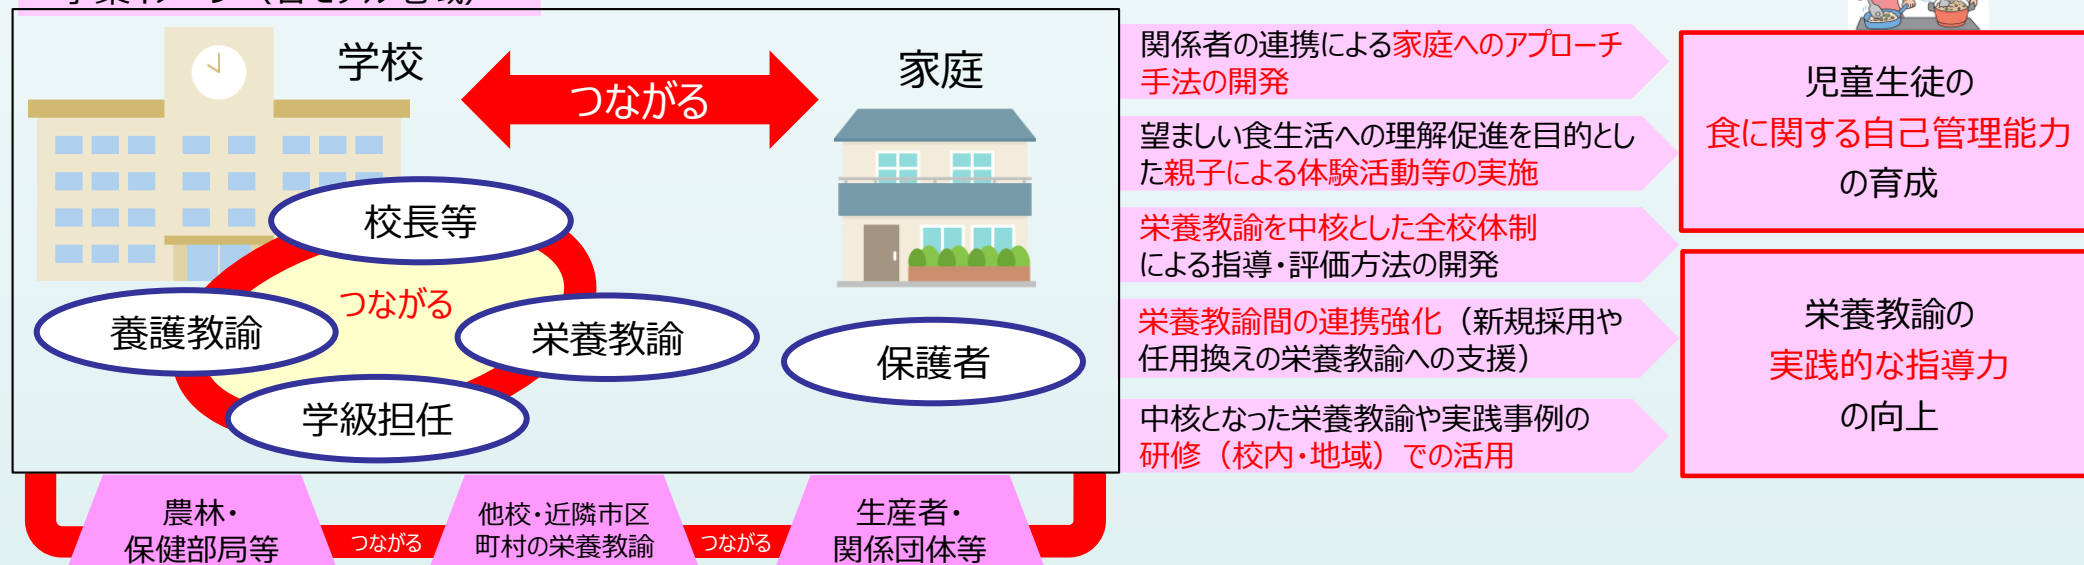 学校
つながる
家庭
校長等
つながる
養護教諭
栄養教諭
学級担任
保護者
農林・
保健部局等
つながる
他校・近隣市区
町村の栄養教諭
つながる
生産者・
関係団体等
関係者の連携による家庭へのアプローチ
手法の開発
望ましい食生活への理解促進を目的とし
た親子による体験活動等の実施
栄養教諭を中核とした全校体制
による指導・評価方法の開発
栄養教諭間の連携強化（新規採用や
任用換えの栄養教諭への支援）
中核となった栄養教諭や実践事例の
研修（校内・地域）での活用
児童生徒の
食に関する自己管理能力
の育成
栄養教諭の
実践的な指導力
の向上